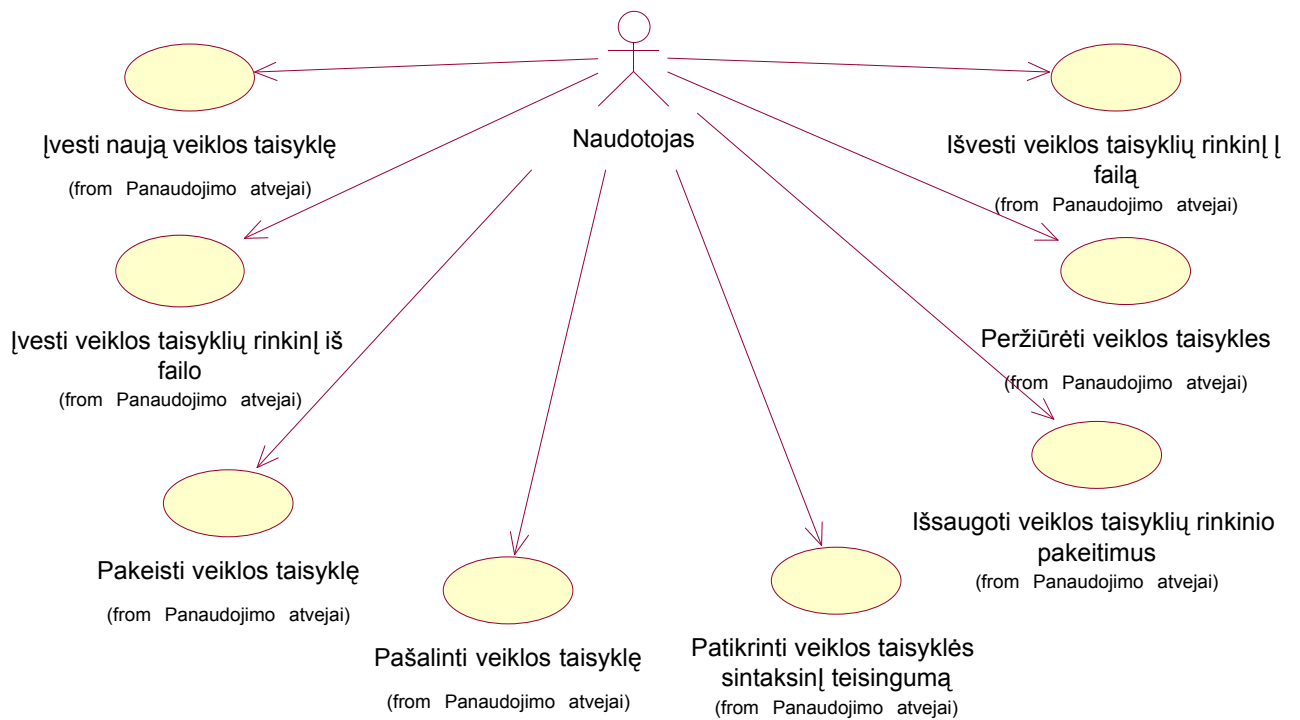 Naudotojas
Įvesti naują veiklos taisyklę
(from Panaudojimo atvejai)
Išvesti veiklos taisyklių rinkinĮ Į
failą
(from Panaudojimo atvejai)
Įvesti veiklos taisyklių rinkinĮ iš
failo
(from Panaudojimo atvejai)
Peržiūrėti veiklos taisykles
(from Panaudojimo atvejai)
Pakeisti veiklos taisyklę
(from Panaudojimo atvejai)
Išsaugoti veiklos taisyklių rinkinio
pakeitimus
(from Panaudojimo atvejai)
Pašalinti veiklos taisyklę
(from Panaudojimo atvejai)
Patikrinti veiklos taisyklės
sintaksinĮ teisingumą
(from Panaudojimo atvejai)